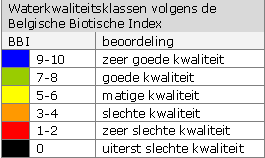 Waterkwaliteitsklassen volgens de
Belgische Biotische Index
BBI beoordeling
9-10 zeer goede kwaliteit
7-8 goede kwaliteit
5-6 matige kwaliteit
3-4 slechte kwaliteit
1-2 zeer slechte kwaliteit
0 uiterst slechte kwaliteit